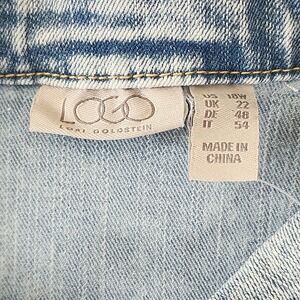 LOGO
LORI GOLDSTEIN
US 18W
UK 22
DE 48
IT 54
MADE IN
CHINA